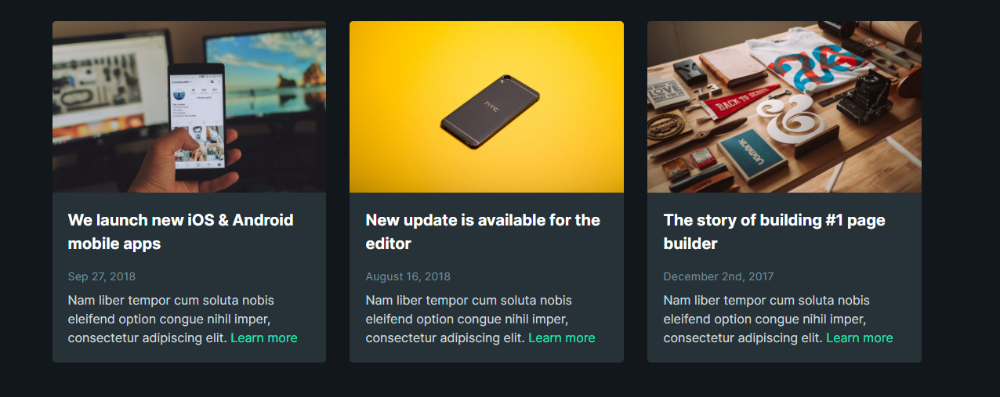 BACK TO SCHOOL
hTC
We launch new iOS & Android
mobile apps
Sep 27, 2018
Nam liber tempor cum soluta nobis
eleifend option congue nihil imper,
consectetur adipiscing elit. Learn more
New update is available for the
editor
August 16, 2018
Nam liber tempor cum soluta nobis
eleifend option congue nihil imper,
consectetur adipiscing elit. Learn more
The story of building #1 page
builder
December 2nd, 2017
Nam liber tempor cum soluta nobis
eleifend option congue nihil imper,
consectetur adipiscing elit. Learn more